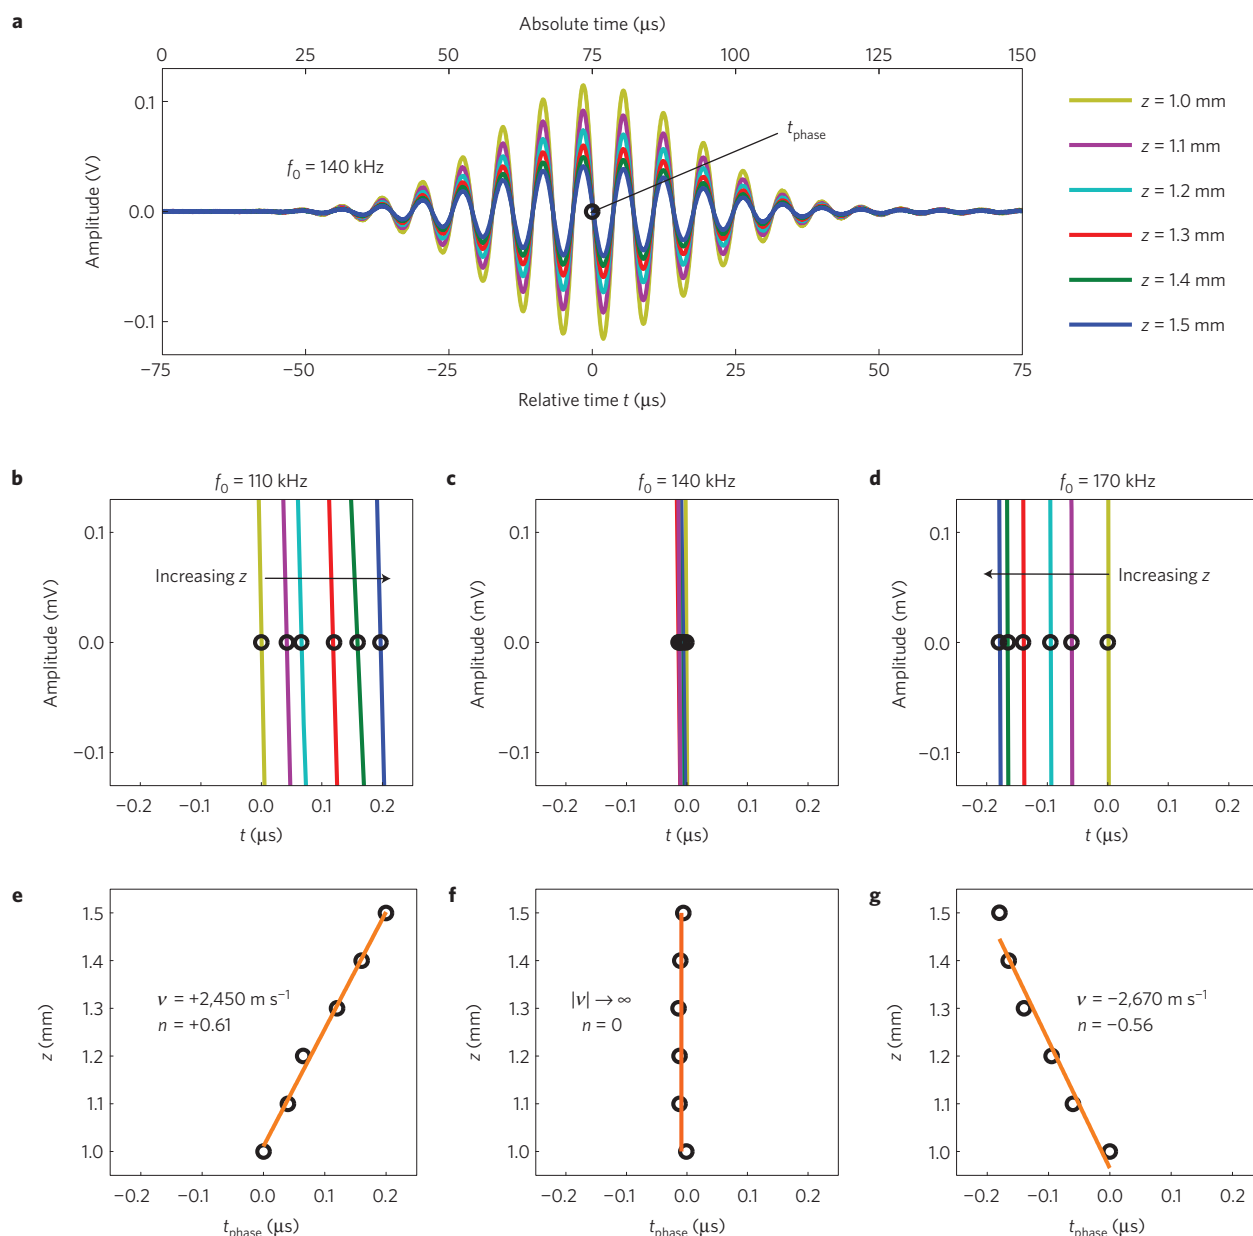 a
Absolute time (μs)
0 25 50 75 100 125 150
0.1
0.0
−0.1
Amplitude (V)
f0 = 140 kHz
tphase
−75 −50 −25 0 25 50 75
Relative time t (μs)
z = 1.0 mm
z = 1.1 mm
z = 1.2 mm
z = 1.3 mm
z = 1.4 mm
z = 1.5 mm
b
f0 = 110 kHz
0.1
0.0
−0.1
Amplitude (mV)
Increasing z
−0.2 −0.1 0.0 0.1 0.2
t (μs)
c
f0 = 140 kHz
0.1
0.0
−0.1
Amplitude (mV)
−0.2 −0.1 0.0 0.1 0.2
t (μs)
d
f0 = 170 kHz
0.1
0.0
−0.1
Amplitude (mV)
Increasing z
−0.2 −0.1 0.0 0.1 0.2
t (μs)
e
1.5
1.4
1.3
1.2
1.1
1.0
z (mm)
v = +2,450 m s−1
n = +0.61
−0.2 −0.1 0.0 0.1 0.2
tphase (μs)
f
1.5
1.4
1.3
1.2
1.1
1.0
z (mm)
|v| → ∞
n = 0
−0.2 −0.1 0.0 0.1 0.2
tphase (μs)
g
1.5
1.4
1.3
1.2
1.1
1.0
z (mm)
v = −2,670 m s−1
n = −0.56
−0.2 −0.1 0.0 0.1 0.2
tphase (μs)